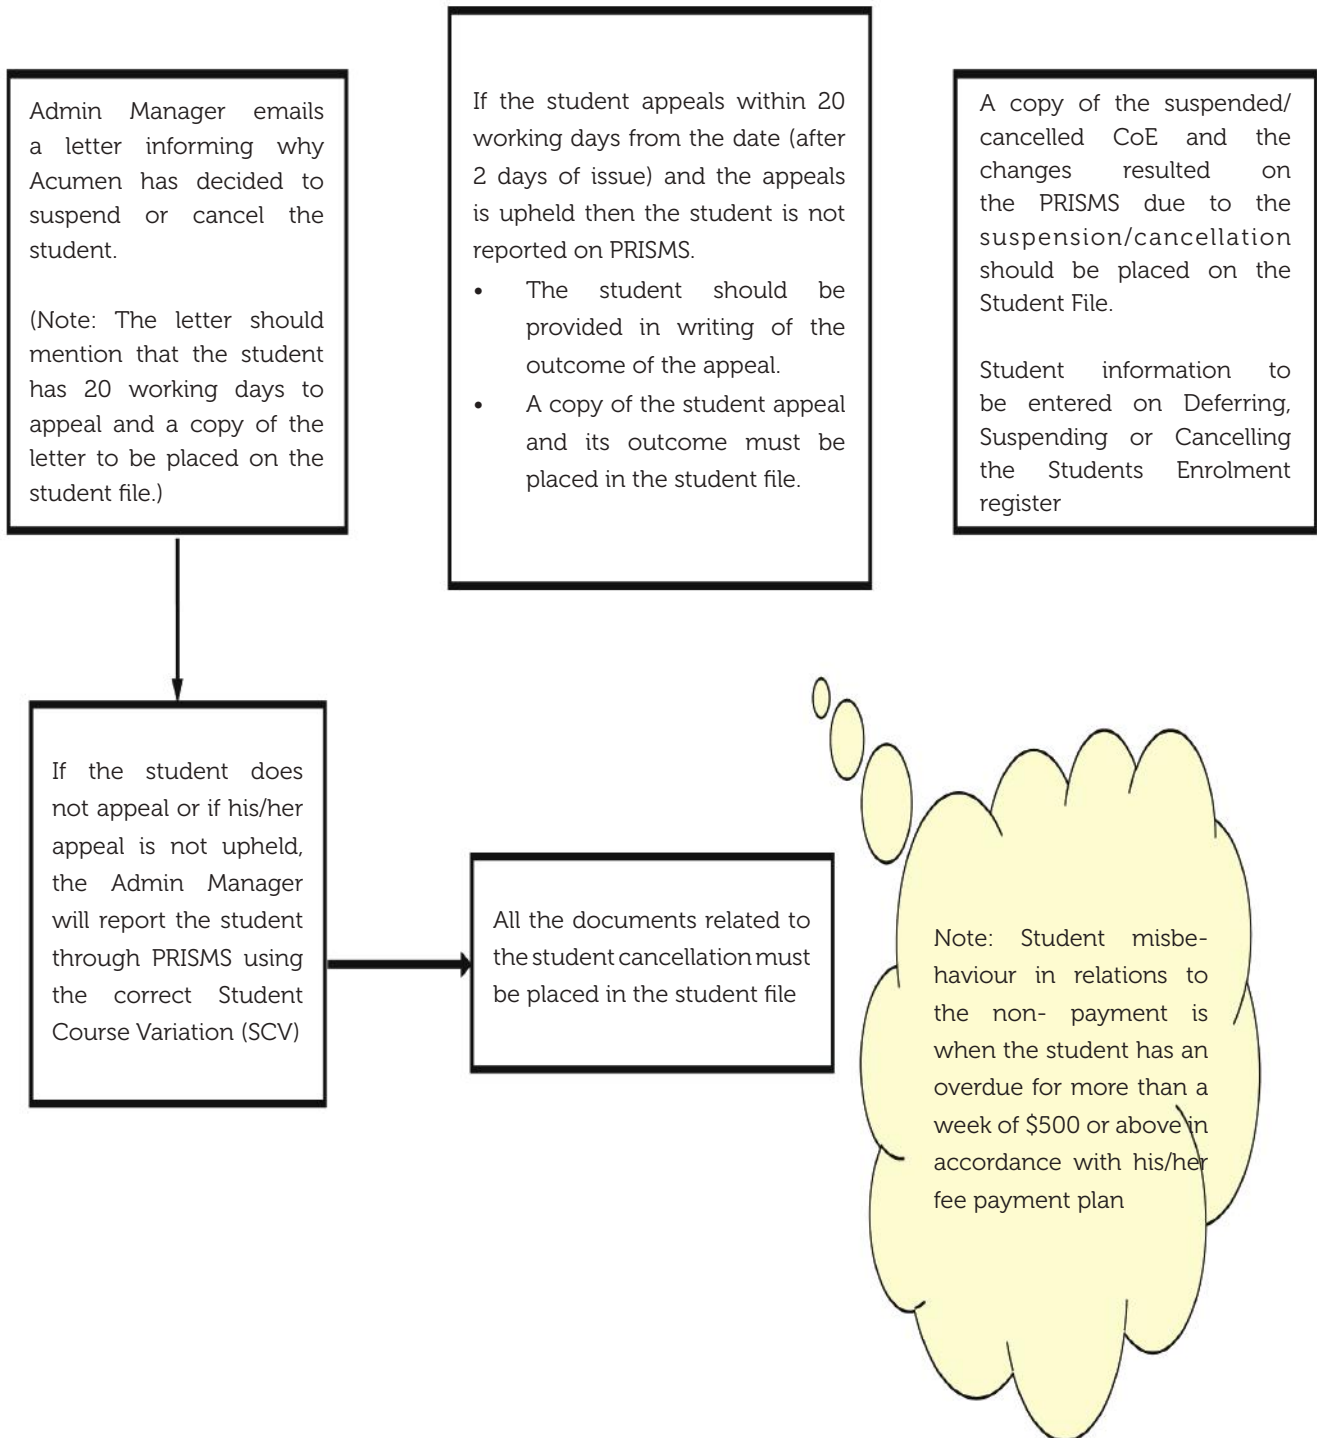 Admin Manager emails
a letter informing why
Acumen has decided to
suspend or cancel the
student.
(Note: The letter should
mention that the student
has 20 working days to
appeal and a copy of the
letter to be placed on the
student file.)
If the student appeals within 20
working days from the date (after
2 days of issue) and the appeals
is upheld then the student is not
reported on PRISMS.
• The student should be
provided in writing of the
outcome of the appeal.
• A copy of the student appeal
and its outcome must be
placed in the student file.
A copy of the suspended/
cancelled CoE and the
changes resulted on
the PRISMS due to the
suspension/cancellation
should be placed on the
Student File.
Student information to
be entered on Deferring,
Suspending or Cancelling
the Students Enrolment
register
If the student does
not appeal or if his/her
appeal is not upheld,
the Admin Manager
will report the student
through PRISMS using
the correct Student
Course Variation (SCV)
All the documents related to
the student cancellation must
be placed in the student file
Note: Student misbe-
haviour in relations to
the non- payment is
when the student has an
overdue for more than a
week of $500 or above in
accordance with his/her
fee payment plan